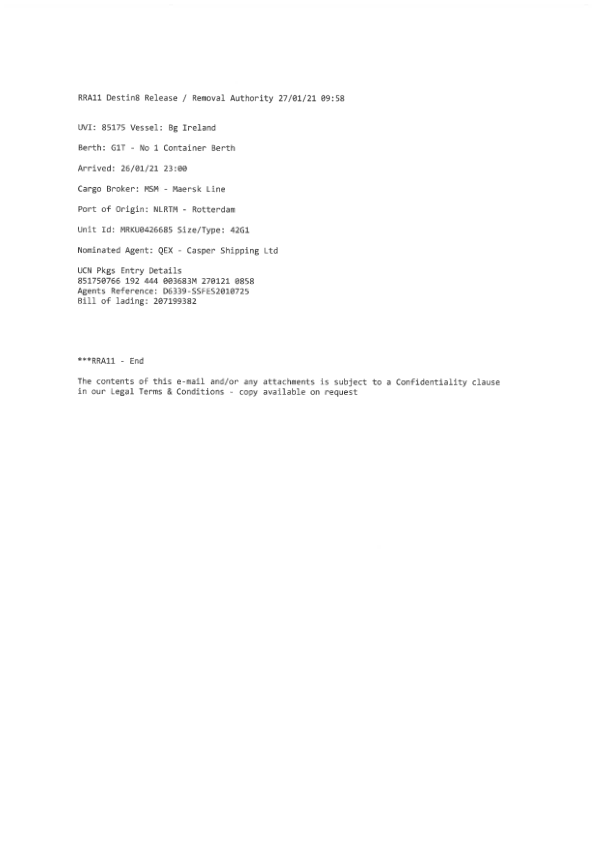 RRA11 Destin8 Release / Removal Authority 27/01/21 09:58
UVI: 85175 Vessel: Bg Ireland
Berth: G1T - No 1 Container Berth
Arrived: 26/01/21 23:00
Cargo Broker: MSM - Maersk Line
Port of Origin: NLRTM - Rotterdam
Unit Id: MRKU0426685 Size/Type: 42G1
Nominated Agent: QEX - Casper Shipping Ltd
UCN Pkgs Entry Details
851750766 192 444 003683M 270121 0858
Agents Reference: D6339-SSFES2010725
Bill of lading: 207199382
***RRA11 - End
The contents of this e-mail and/or any attachments is subject to a Confidentiality clause
in our Legal Terms & Conditions - copy available on request